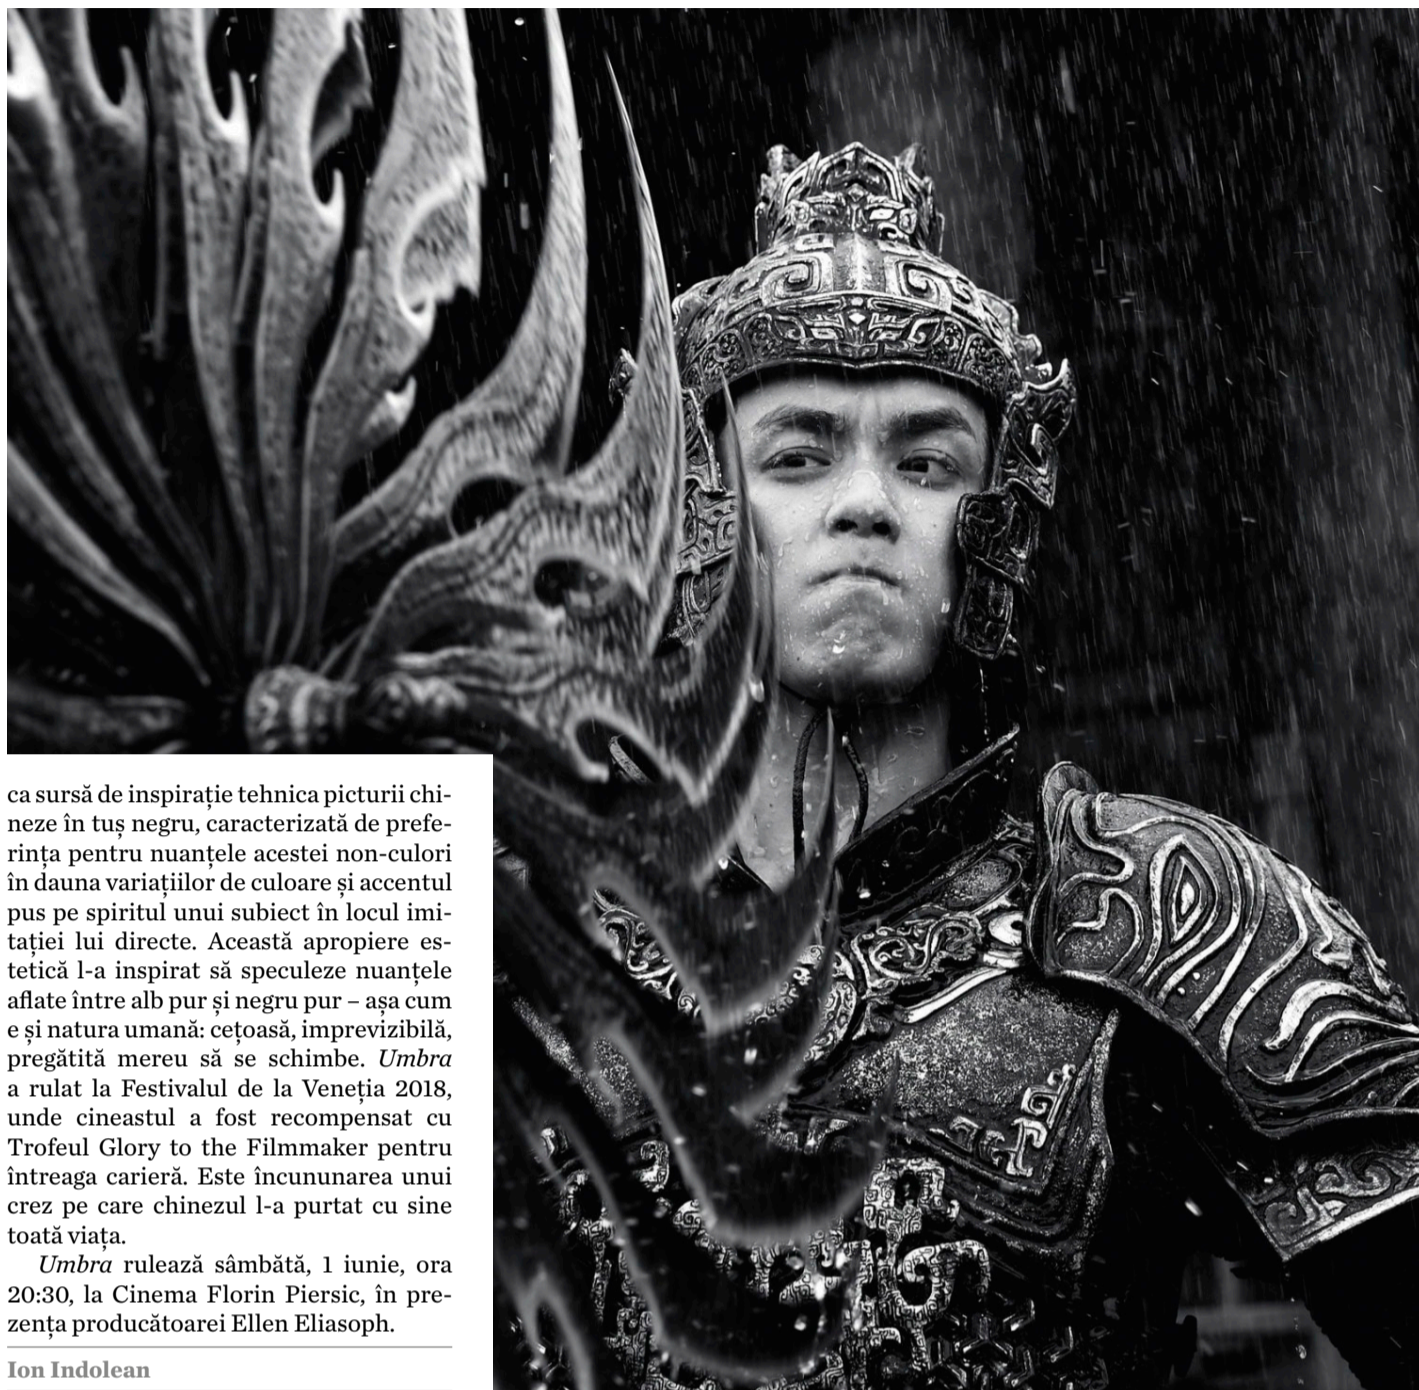 ca sursă de inspirație tehnica picturii chi-
neze în tuș negru, caracterizată de prefe-
rința pentru nuanțele acestei non-culori
în dauna variațiilor de culoare și accentul
pus pe spiritul unui subiect în locul imi-
tației lui directe. Această apropiere es-
tetică l-a inspirat să speculeze nuanțele
aflate între alb pur și negru pur – așa cum
e și natura umană: cețoasă, imprevizibilă,
pregătită mereu să se schimbe. Umbra
a rulat la Festivalul de la Veneția 2018,
unde cineastul a fost recompensat cu
Trofeul Glory to the Filmmaker pentru
întreaga carieră. Este încununarea unui
crez pe care chinezul l-a purtat cu sine
toată viața.
Umbra rulează sâmbătă, 1 iunie, ora
20:30, la Cinema Florin Piersic, în pre-
zența producătoarei Ellen Eliasoph.
Ion Indolean